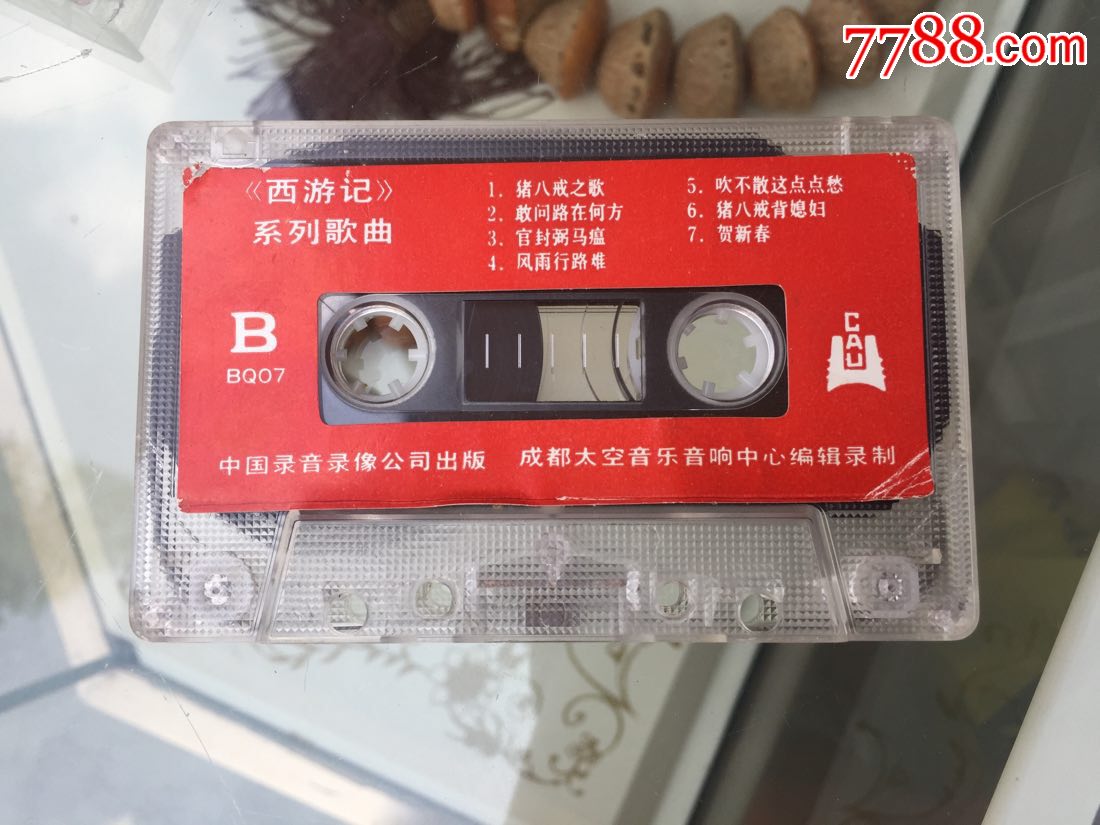 7788.com
《西游记》
系列歌曲
1. 猪八戒之歌
2. 敢问路在何方
3. 官封弼马瘟
4. 风雨行路难
5. 吹不散这点点愁
6. 猪八戒背媳妇
7. 贺新春
B
BQ07
CAU
中国录音录像公司出版 成都太空音乐音响中心编辑录制